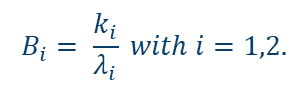 B_i = k_i/λ_i with i = 1,2.